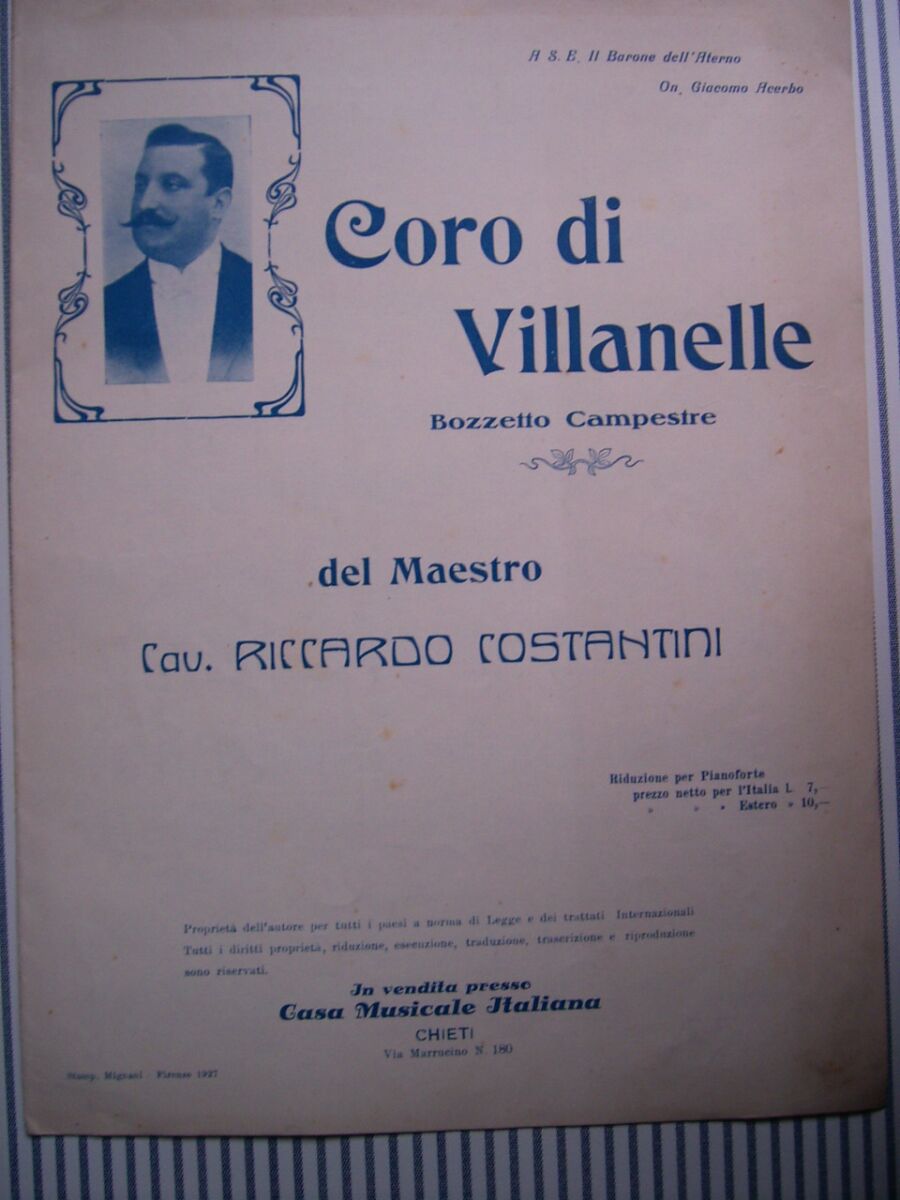 A S. E. Il Barone dell'Aterno
On. Giacomo Acerbo
Coro di
Villanelle
Bozzetto Campestre
del Maestro
Cav. RICCARDO COSTANTINI
Riduzione per Pianoforte
prezzo netto per l'Italia L. 7,—
» » » Estero » 10,—
Proprietà dell'autore per tutti i paesi a norma di Legge e dei trattati Internazionali
Tutti i diritti proprietà, riduzione, esecuzione, traduzione, trascrizione e riproduzione
sono riservati.
In vendita presso
Casa Musicale Italiana
CHIETI
Via Marrucino N. 180
Stamp. Mignani - Firenze 1927